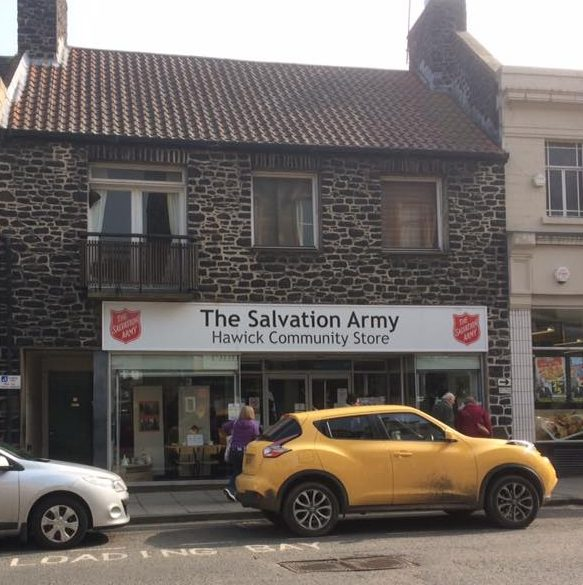 THE
SALVATION
ARMY
The Salvation Army
Hawick Community Store
THE
SALVATION
ARMY
LOADING BAY